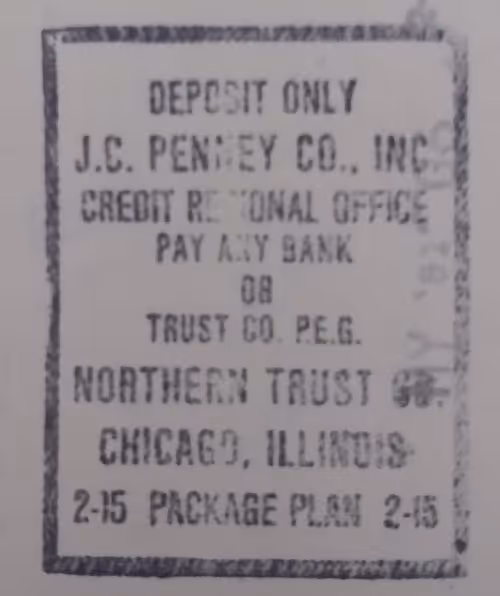 DEPOSIT ONLY
J.C. PENNEY CO., INC
CREDIT REGIONAL OFFICE
PAY ANY BANK
OR
TRUST CO. P.E.G.
NORTHERN TRUST CO.
CHICAGO, ILLINOIS
2-15 PACKAGE PLAN 2-15